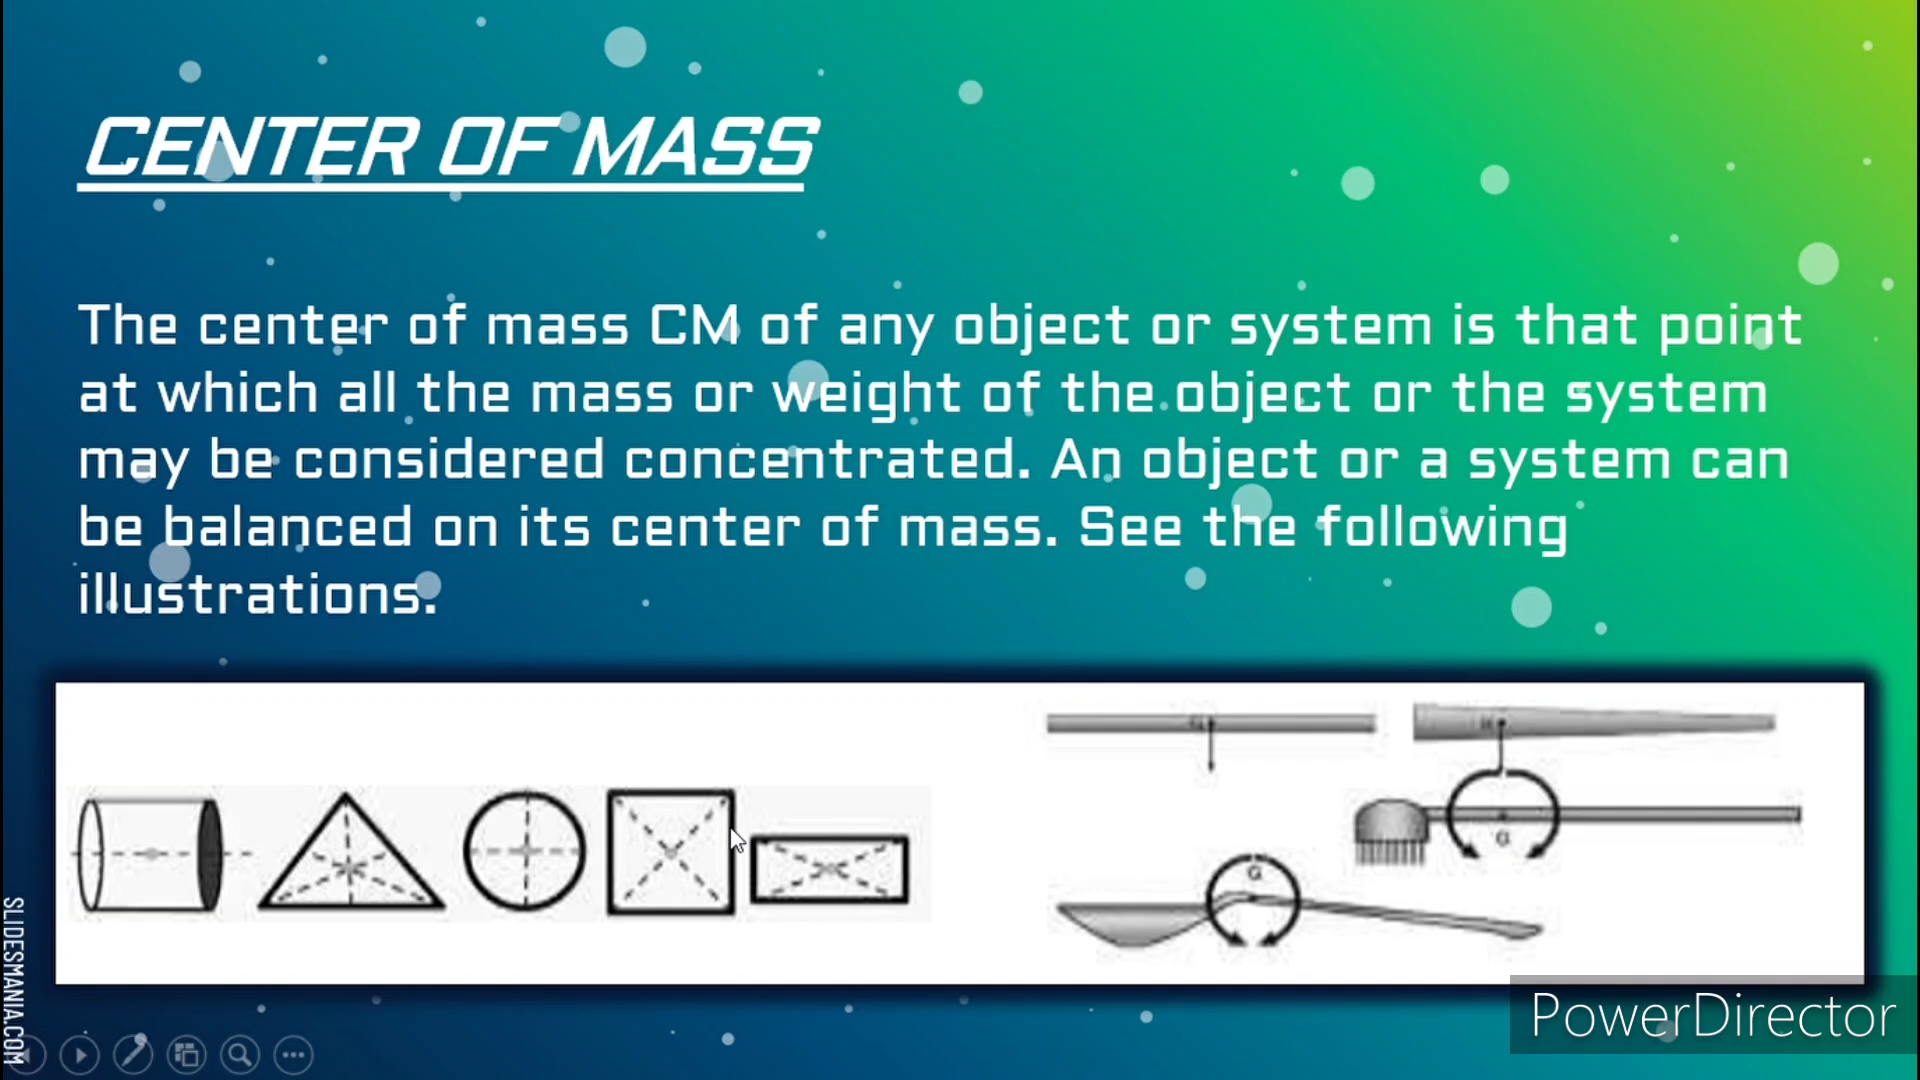 CENTER OF MASS
The center of mass CM of any object or system is that point
at which all the mass or weight of the object or the system
may be considered concentrated. An object or a system can
be balanced on its center of mass. See the following
illustrations.
G
G
SLIDESMANIA.COM
PowerDirector